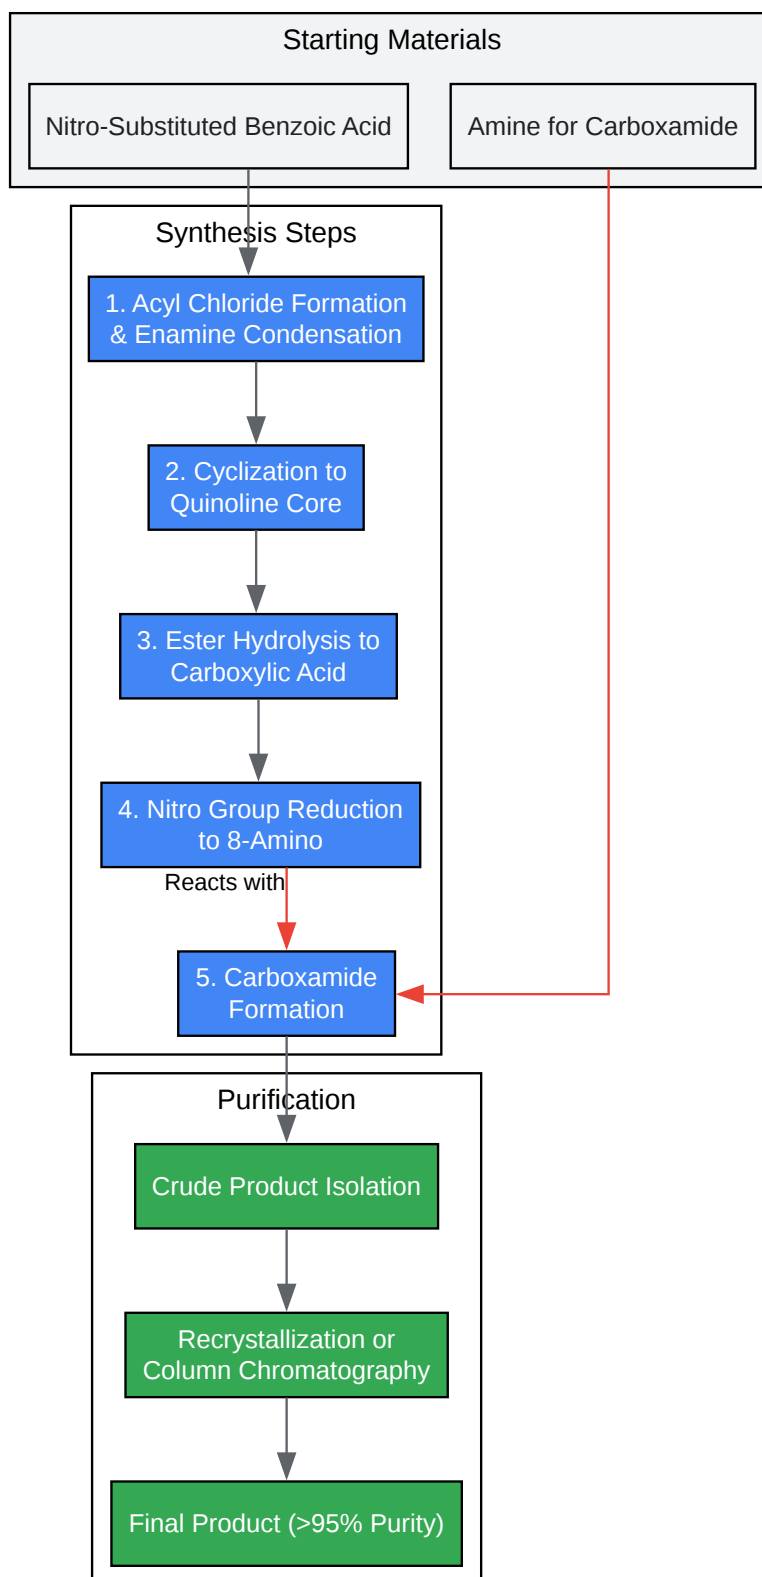 Starting Materials
Nitro-Substituted Benzoic Acid
Amine for Carboxamide
Synthesis Steps
1. Acyl Chloride Formation
& Enamine Condensation
2. Cyclization to
Quinoline Core
3. Ester Hydrolysis to
Carboxylic Acid
4. Nitro Group Reduction
to 8-Amino
Reacts with
5. Carboxamide
Formation
Purification
Crude Product Isolation
Recrystallization or
Column Chromatography
Final Product (>95% Purity)